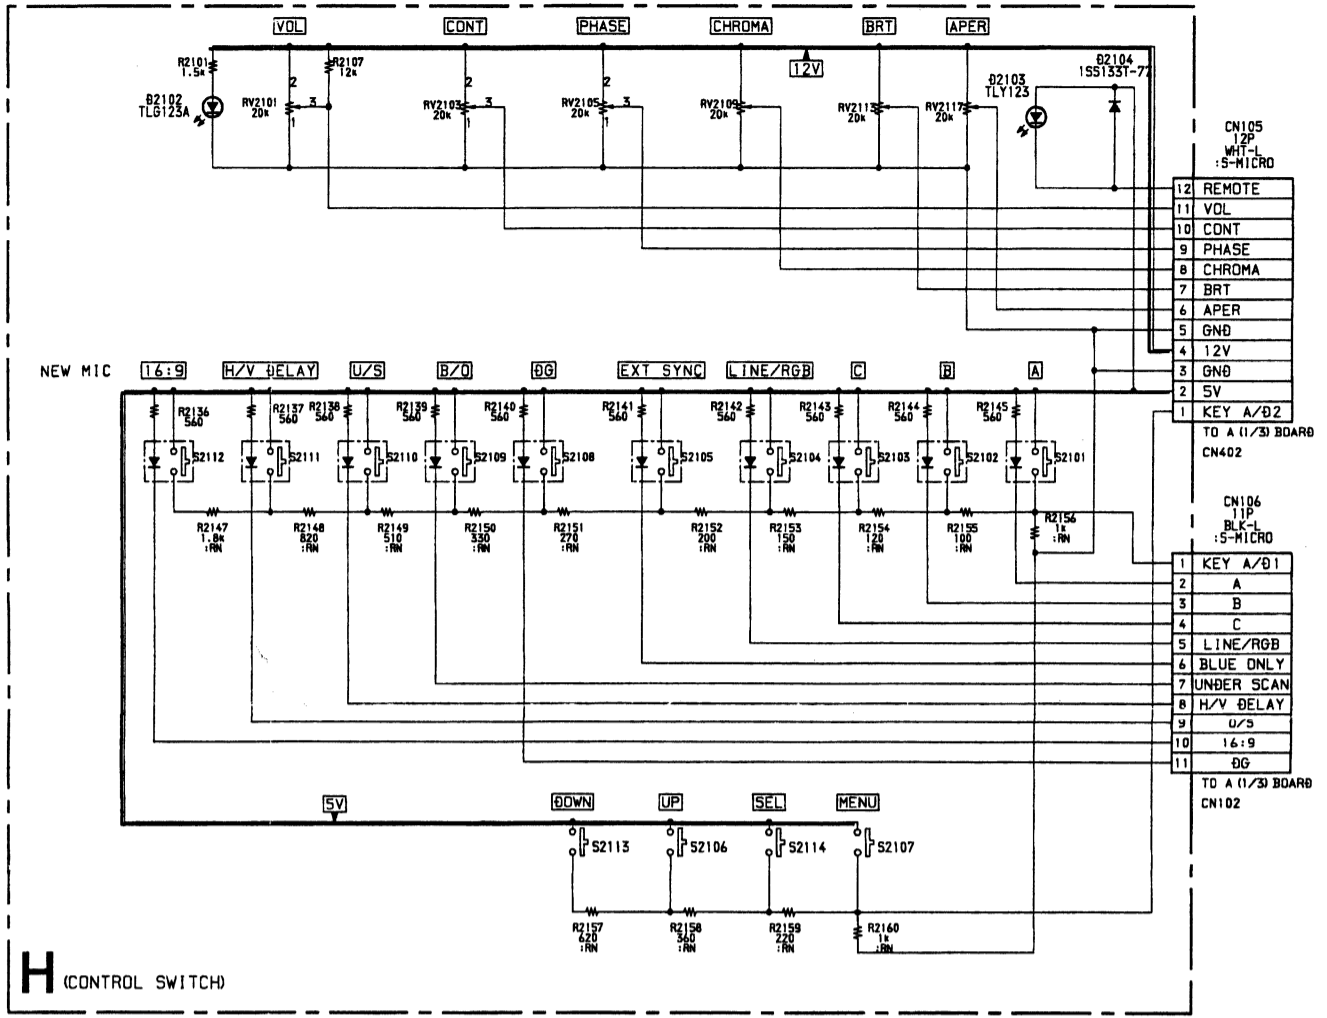 VOL CONT PHASE CHROMA BRT APER
R2101
1.5k
R2107
12k
12V
D2104
1SS133T-77
D2103
TLY123
D2102
TLG123A
2
RV2101
20k
3
1
2
RV2103
20k
3
1
2
RV2105
20k
3
1
RV2109
20k
RV2113
20k
RV2117
20k
CN105
12P
WHT-L
:S-MICRO
12 REMOTE
11 VOL
10 CONT
9 PHASE
8 CHROMA
7 BRT
6 APER
5 GND
4 12V
3 GND
2 5V
1 KEY A/D2
TO A (1/3) BOARD
CN402
NEW MIC 16:9 H/V DELAY U/S B/O DG EXT SYNC LINE/RGB C B A
R2136
560
R2137
560
R2138
560
R2139
560
R2140
560
R2141
560
R2142
560
R2143
560
R2144
560
R2145
560
S2112 S2111 S2110 S2109 S2108 S2105 S2104 S2103 S2102 S2101
R2147
1.8k
:RN
R2148
820
:RN
R2149
510
:RN
R2150
330
:RN
R2151
270
:RN
R2152
200
:RN
R2153
150
:RN
R2154
120
:RN
R2155
100
:RN
R2156
1k
:RN
CN106
11P
BLK-L
:S-MICRO
1 KEY A/D1
2 A
3 B
4 C
5 LINE/RGB
6 BLUE ONLY
7 UNDER SCAN
8 H/V DELAY
9 U/S
10 16:9
11 DG
TO A (1/3) BOARD
CN102
5V DOWN UP SEL MENU
S2113 S2106 S2114 S2107
R2157
620
:RN
R2158
360
:RN
R2159
220
:RN
R2160
1k
:RN
H (CONTROL SWITCH)